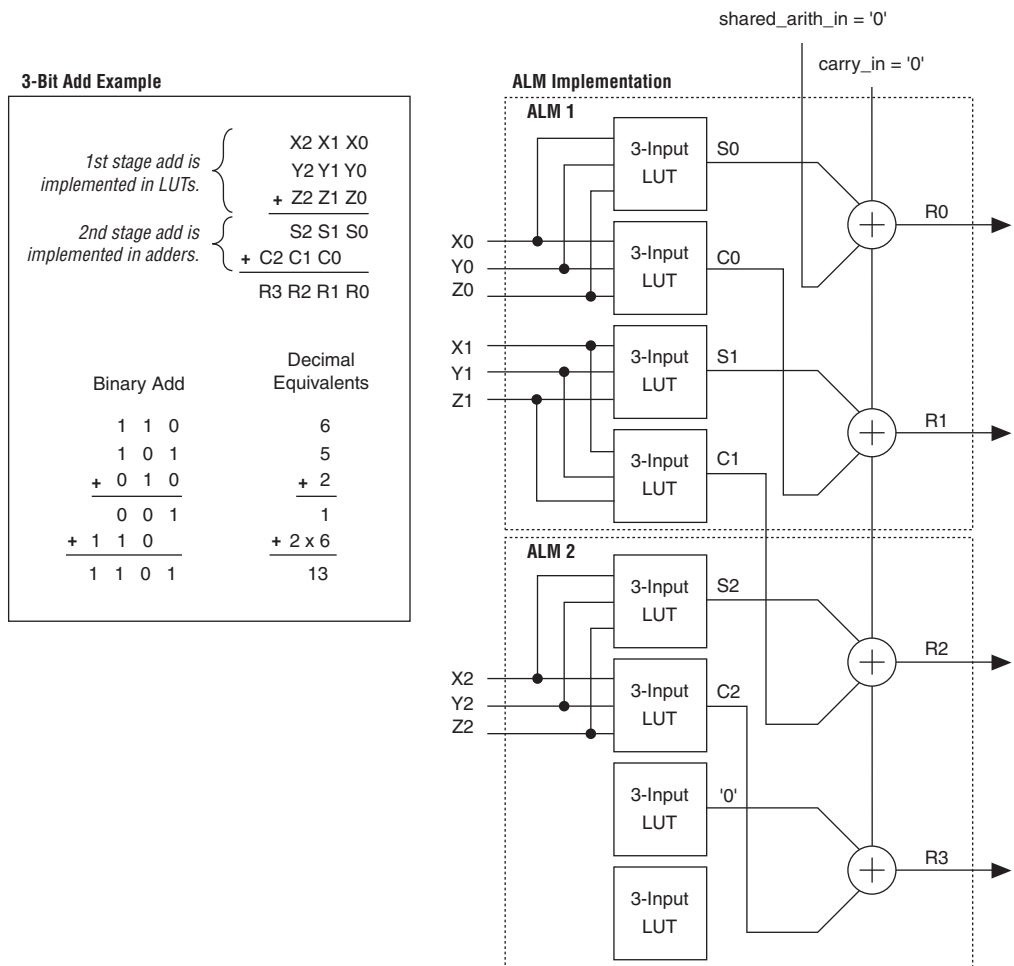 shared_arith_in = '0'
carry_in = '0'
3-Bit Add Example
1st stage add is
implemented in LUTs.
X2 X1 X0
Y2 Y1 Y0
+ Z2 Z1 Z0
2nd stage add is
implemented in adders.
S2 S1 S0
+ C2 C1 C0
R3 R2 R1 R0
Binary Add
1 1 0
1 0 1
+ 0 1 0
0 0 1
+ 1 1 0
1 1 0 1
Decimal
Equivalents
6
5
+ 2
1
+ 2 x 6
13
ALM Implementation
ALM 1
X0
Y0
Z0
X1
Y1
Z1
3-Input
LUT
S0
3-Input
LUT
C0
3-Input
LUT
S1
3-Input
LUT
C1
R0
R1
ALM 2
X2
Y2
Z2
3-Input
LUT
S2
3-Input
LUT
C2
3-Input
LUT
'0'
3-Input
LUT
R2
R3